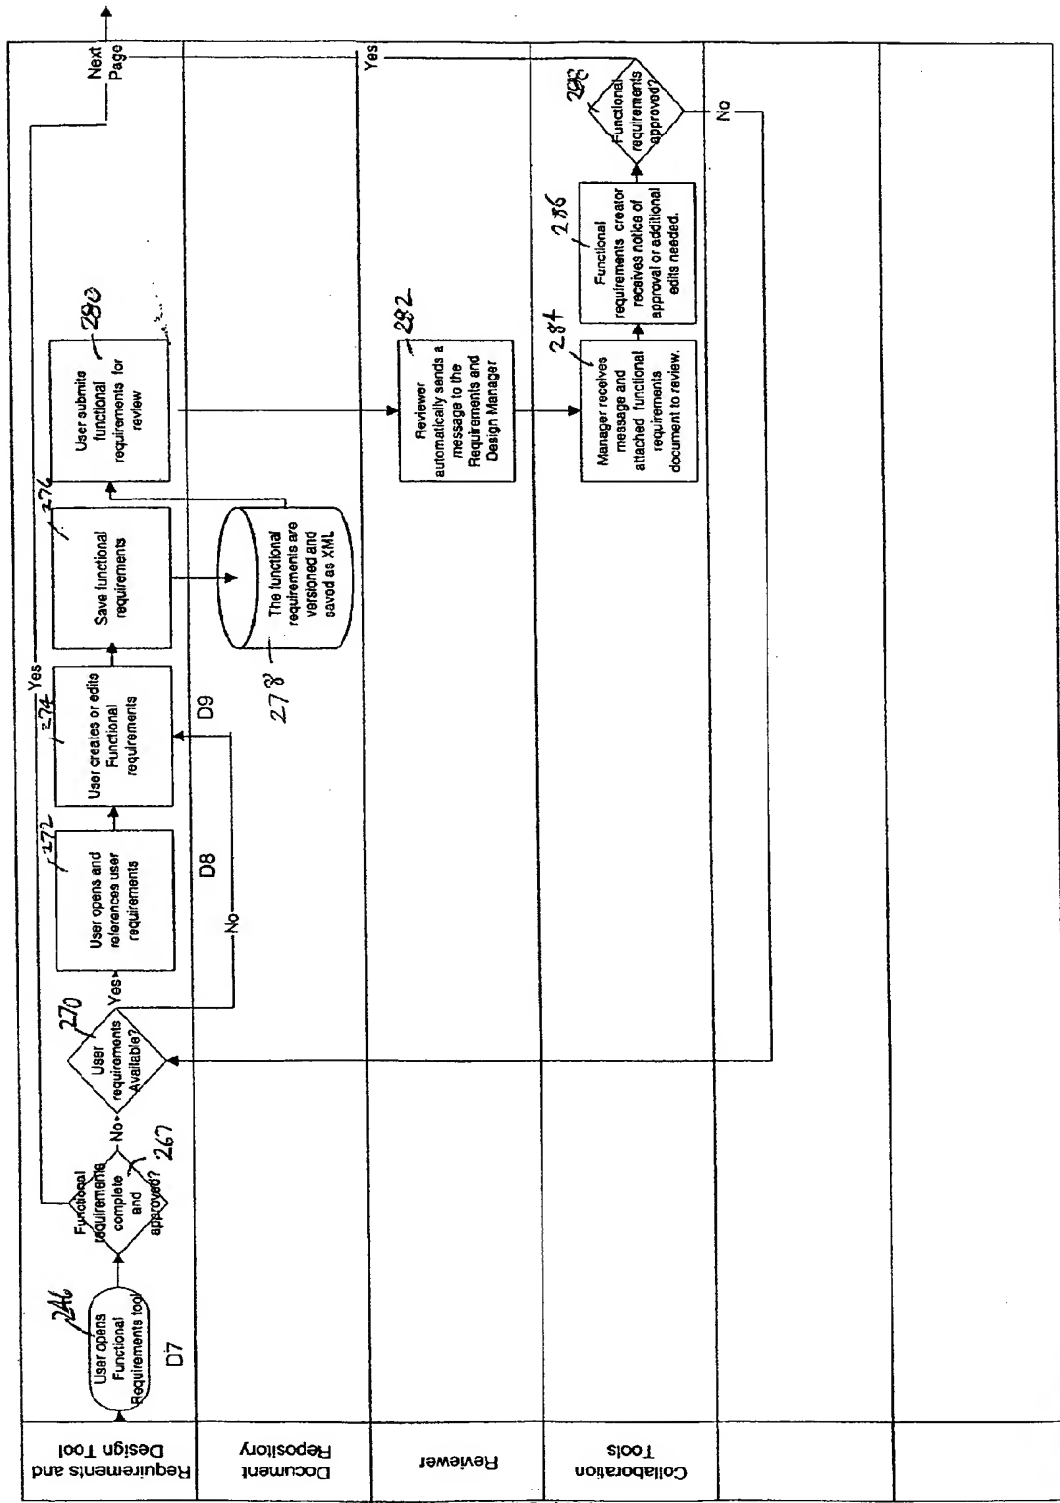 Requirements and
Design Tool
Document
Repository
Reviewer
Collaboration
Tools
246
User opens
Functional
Requirements tool
D7
Functional
requirements
complete
and
approved?
267
No
Yes
270
User
requirements
Available?
Yes
No
272
User opens and
references user
requirements
D8
274
User creates or edits
Functional
requirements
D9
276
Save functional
requirements
278
The functional
requirements are
versioned and
saved as XML
280
User submits
functional
requirements for
review
282
Reviewer
automatically sends a
message to the
Requirements and
Design Manager
284
Manager receives
message and
attached functional
requirements
document to review.
286
Functional
requirements creator
receives notice of
approval or additional
edits needed.
Functional
requirements
approved?
Yes
No
Next
Page